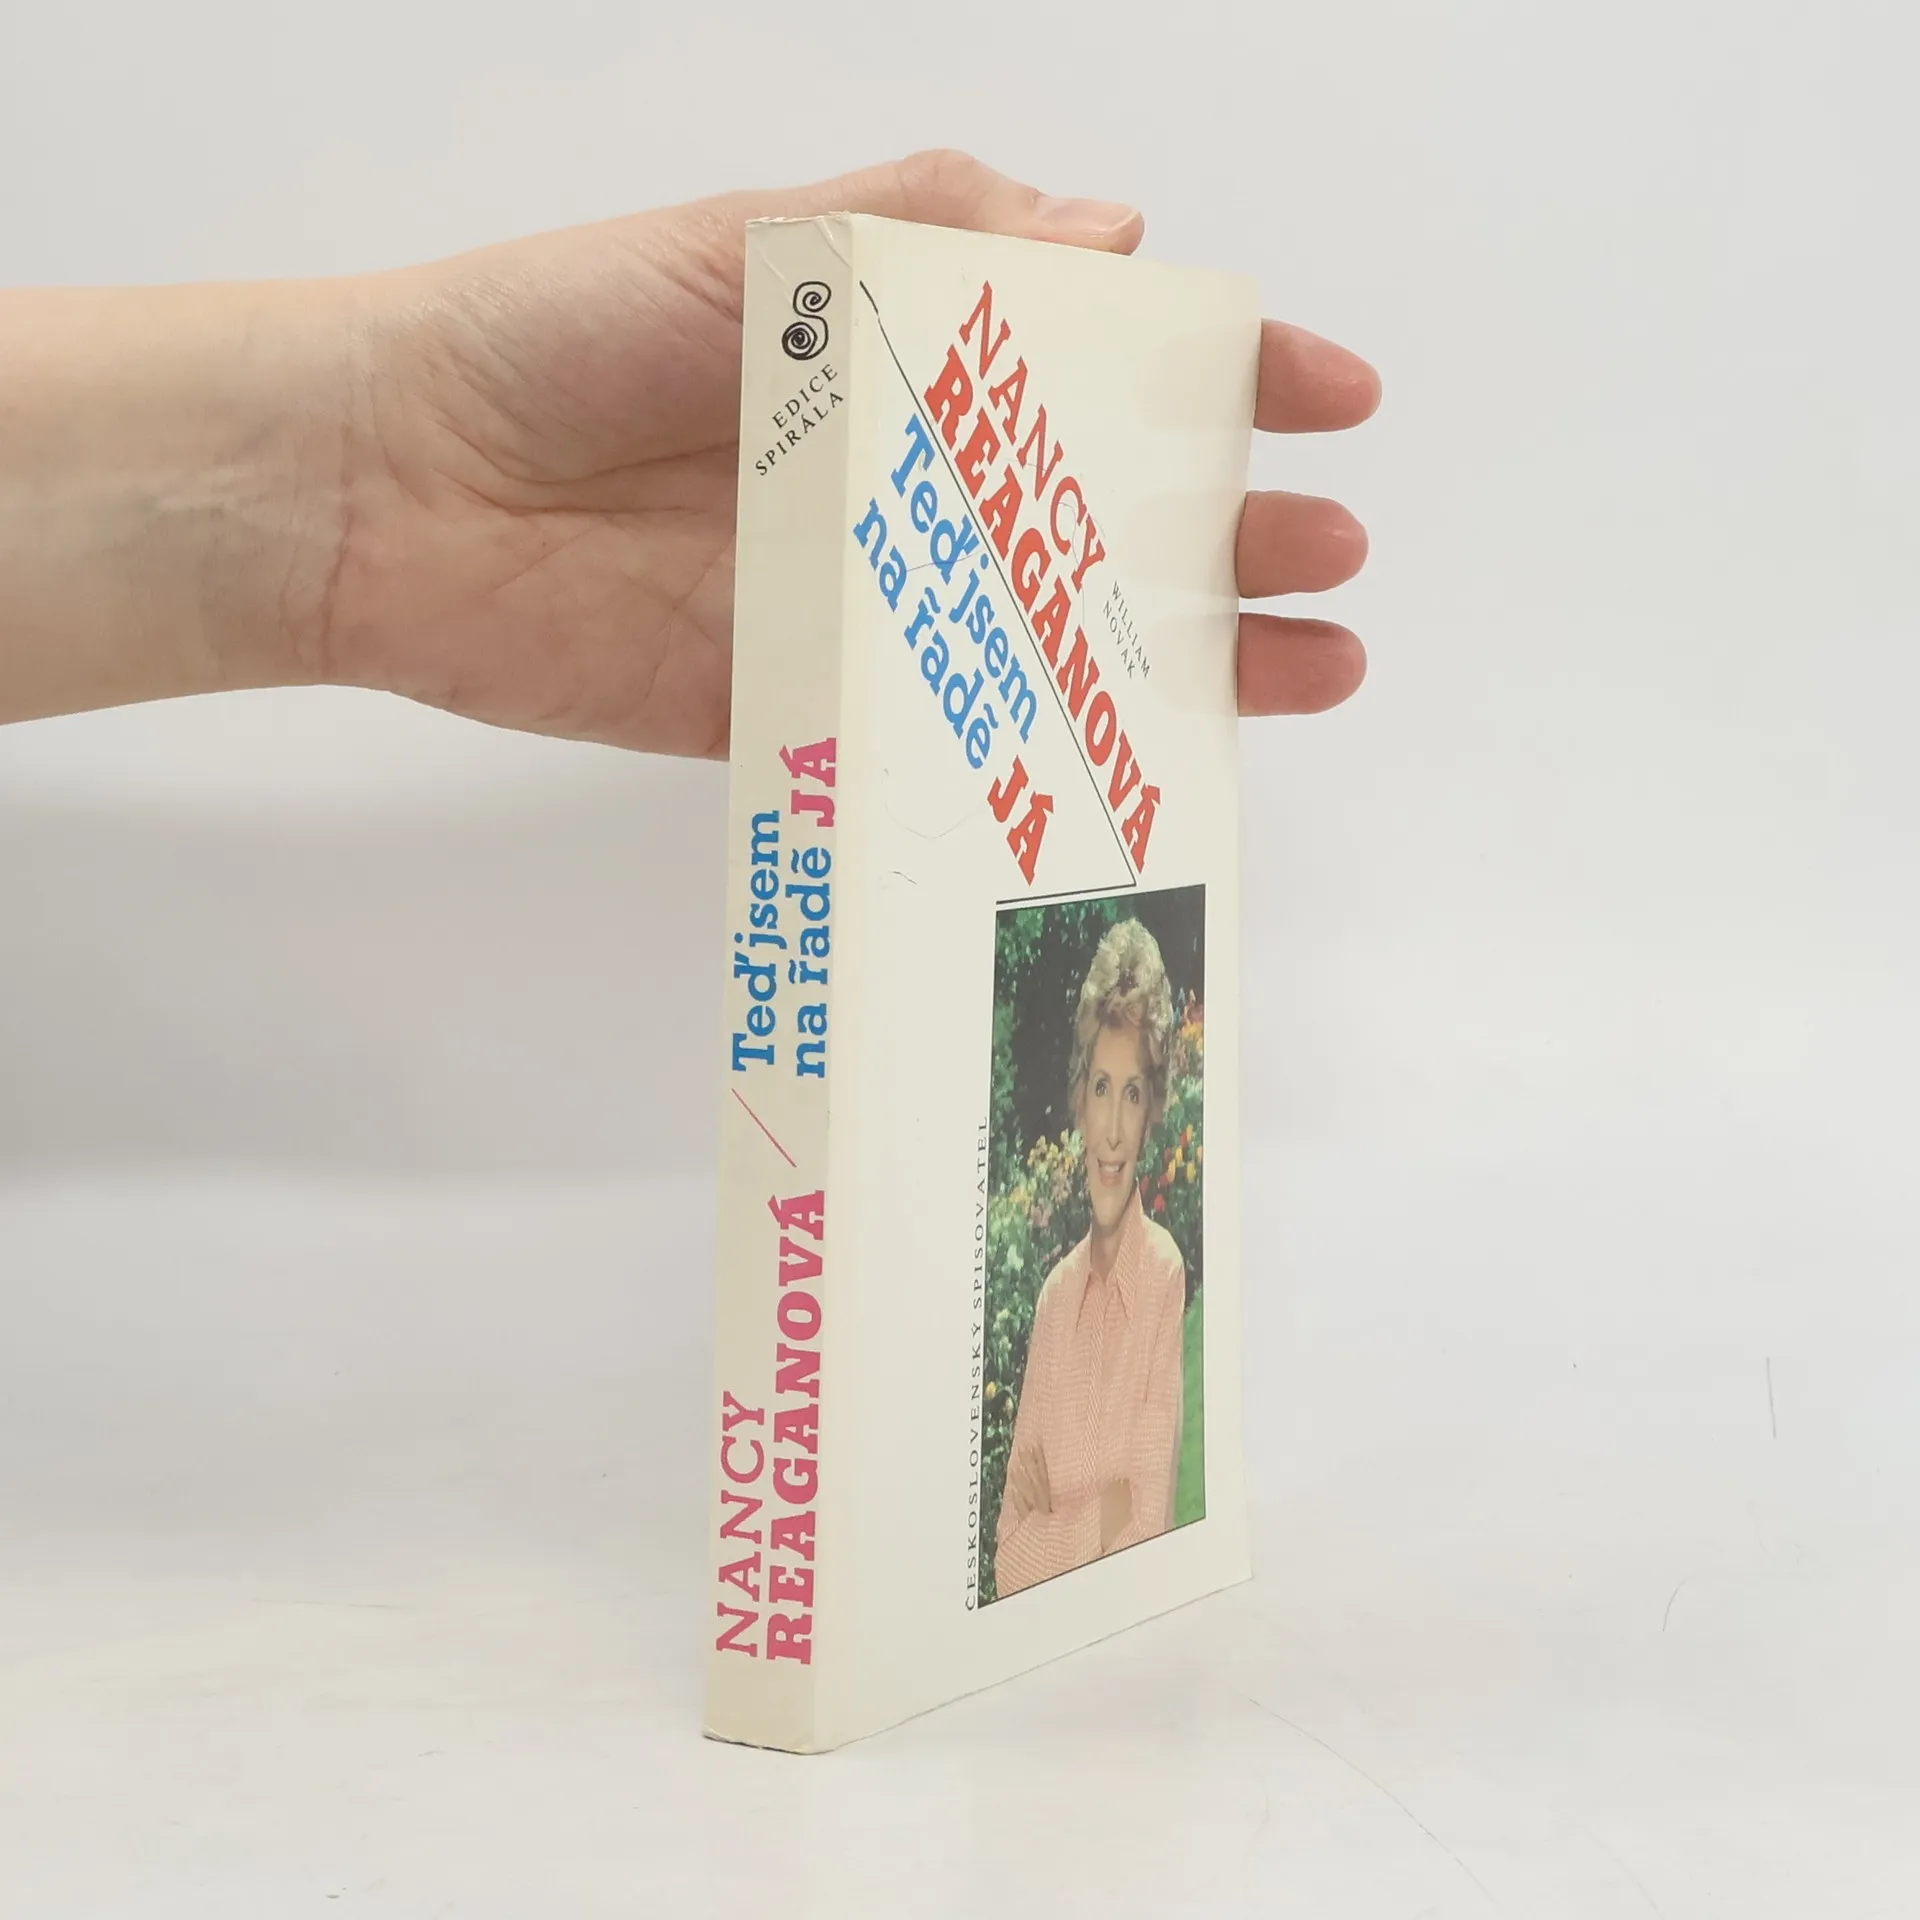 EDICE
SPIRÁLA
NANCY
REAGANOVÁ
Teď jsem
na řadě JÁ
NANCY
REAGANOVÁ
WILLIAM
NOVAK
Teď jsem
na řadě JÁ
ČESKOSLOVENSKÝ SPISOVATEL